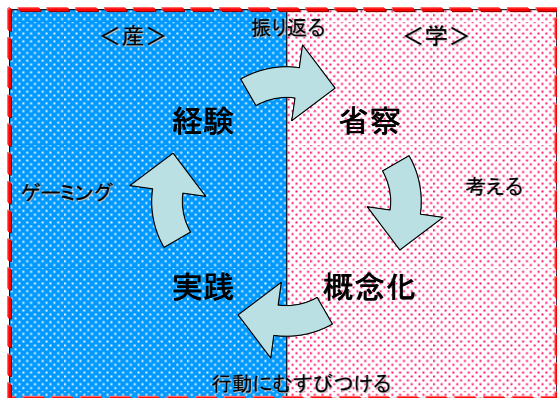 ＜産＞
振り返る
＜学＞
経験
省察
ゲーミング
考える
実践
概念化
行動にむすびつける